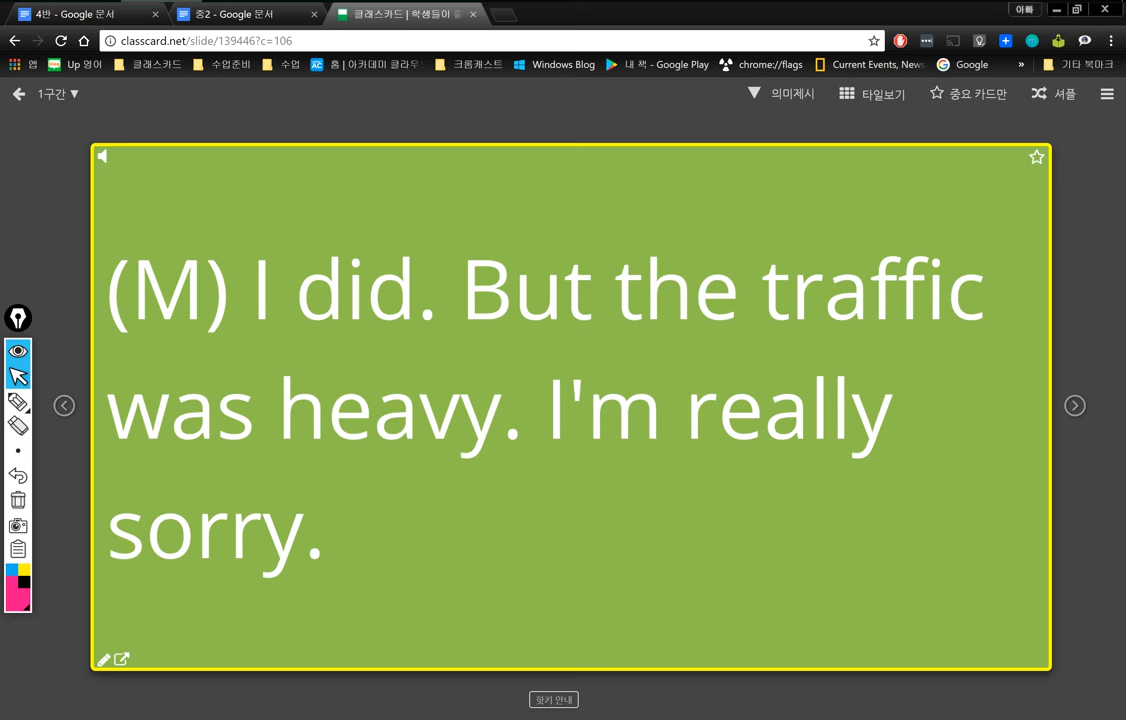 4반 - Google 문서
중2 - Google 문서
클래스카드 | 학생들이 좋
아빠
classcard.net/slide/139446?c=106
앱
Up 영어
클래스카드
수업준비
수업
홈 | 아카데미 클라우
크롬캐스트
Windows Blog
내 책 - Google Play
chrome://flags
Current Events, News
Google
»
기타 북마크
1구간 ▼
의미제시
타일보기
중요 카드만
셔플
(M) I did. But the traffic
was heavy. I'm really
sorry.
핫키 안내